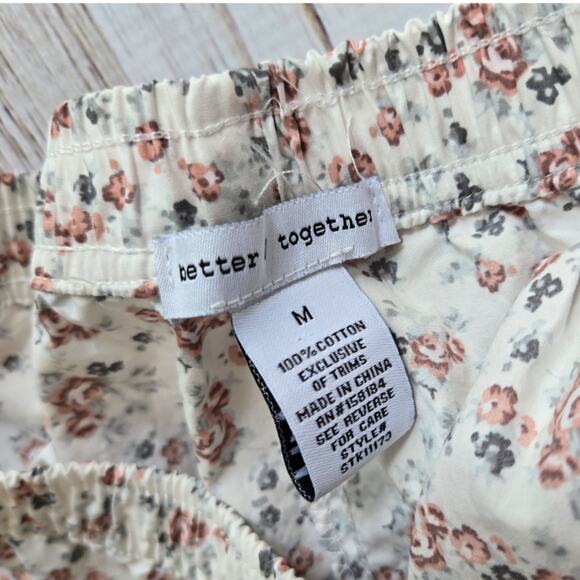 better / together
M
100% COTTON
EXCLUSIVE
OF TRIMS
MADE IN CHINA
RN#158184
SEE REVERSE
FOR CARE
STYLE#
STK11173